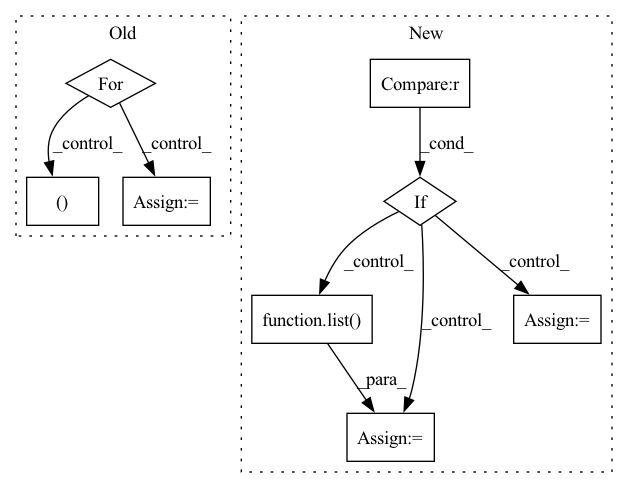 Old
New
For
Compare:r
_control_
_control_
_cond_
()
Assign:=
If
_control_
_control_
_control_
function.list()
Assign:=
_para_
Assign:=